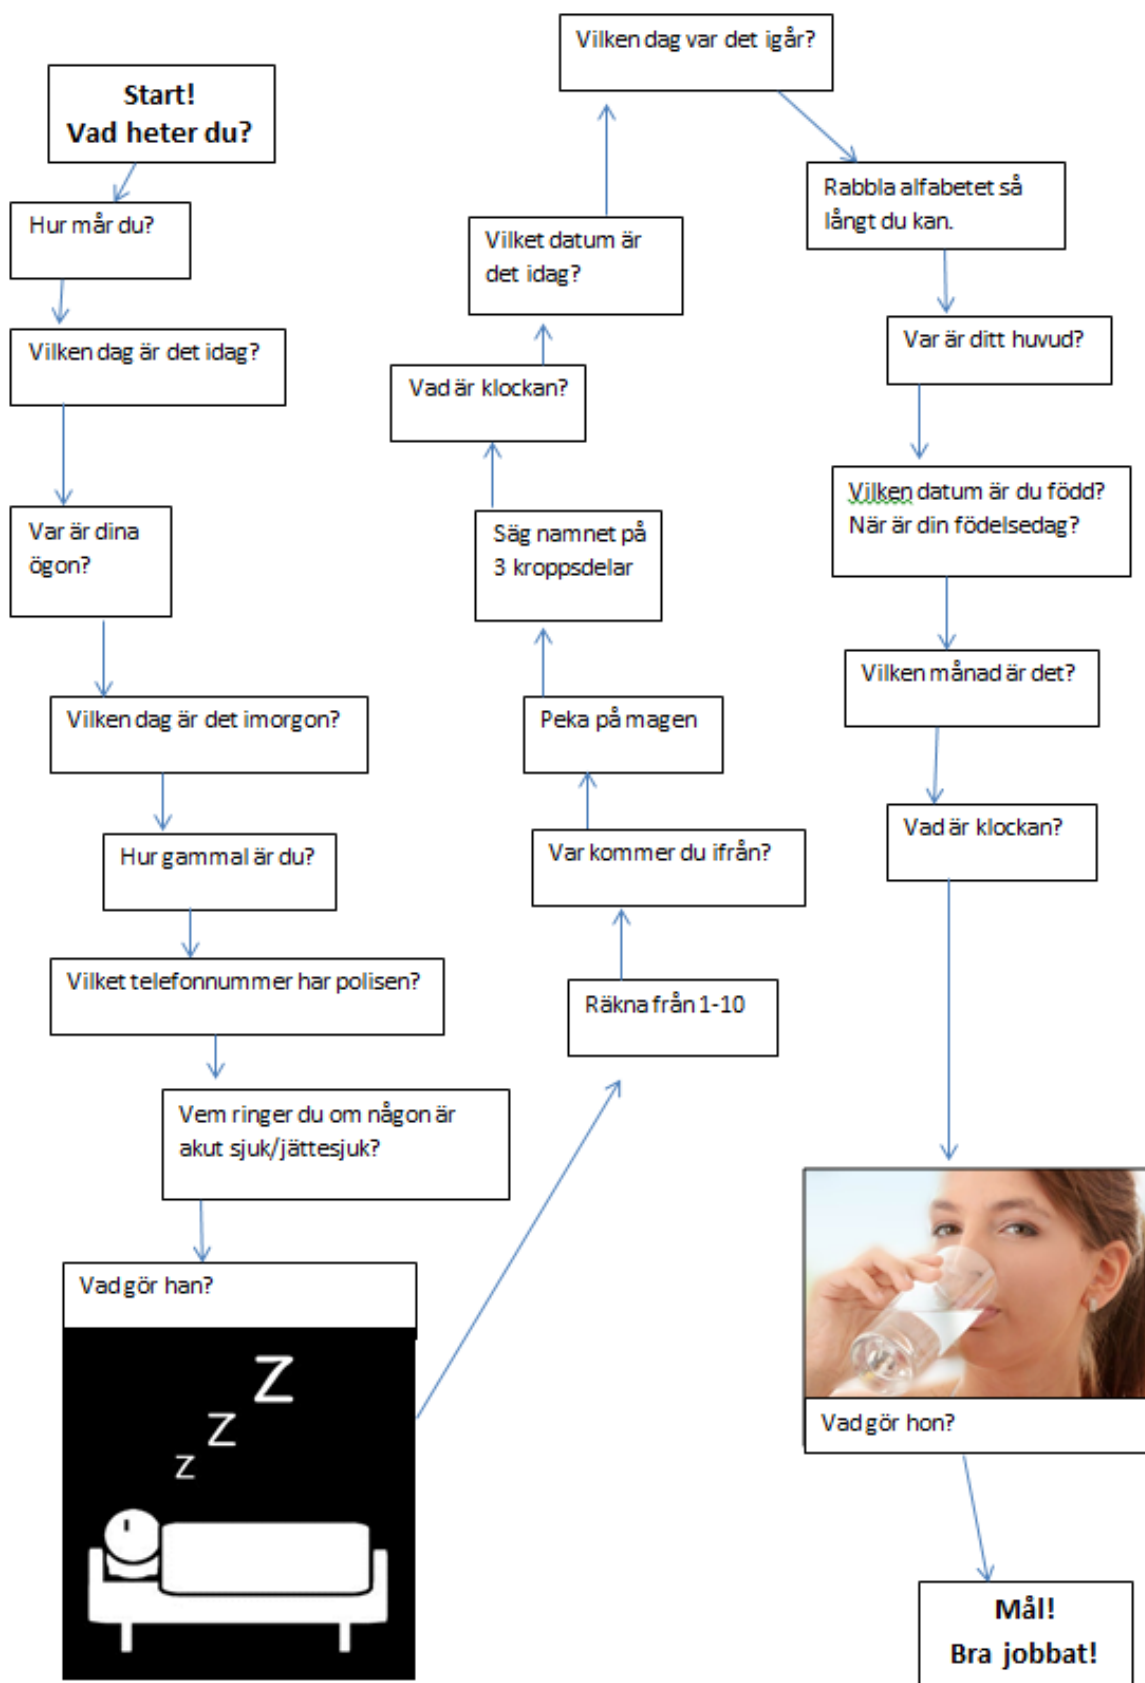 Start!
Vad heter du?
Hur mår du?
Vilken dag är det idag?
Var är dina
ögon?
Vilken dag är det imorgon?
Hur gammal är du?
Vilket telefonnummer har polisen?
Vem ringer du om någon är
akut sjuk/jättesjuk?
Vad gör han?
Z
Z
Z
Räkna från 1-10
Var kommer du ifrån?
Peka på magen
Säg namnet på
3 kroppsdelar
Vad är klockan?
Vilket datum är
det idag?
Vilken dag var det igår?
Rabbla alfabetet så
långt du kan.
Var är ditt huvud?
Vilken datum är du född?
När är din födelsedag?
Vilken månad är det?
Vad är klockan?
Vad gör hon?
Mål!
Bra jobbat!